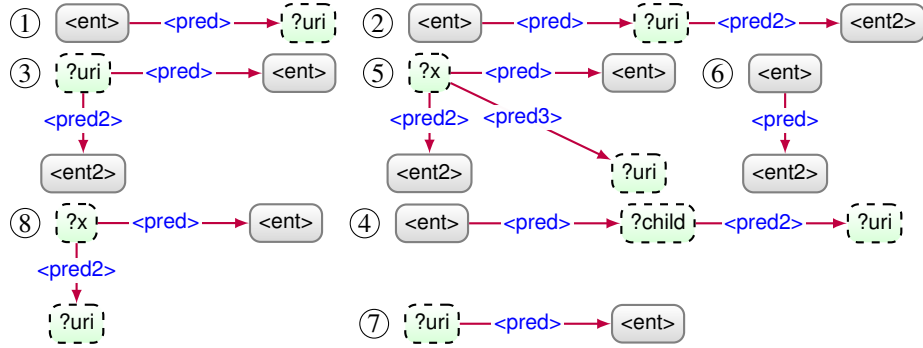 ① <ent> <pred> ?uri
② <ent> <pred> ?uri <pred2> <ent2>
③ ?uri <pred> <ent>
<pred2>
<ent2>
⑤ ?x <pred> <ent>
<pred2> <pred3>
<ent2> ?uri
⑥ <ent>
<pred>
<ent2>
⑧ ?x <pred> <ent>
<pred2>
?uri
④ <ent> <pred> ?child <pred2> ?uri
⑦ ?uri <pred> <ent>